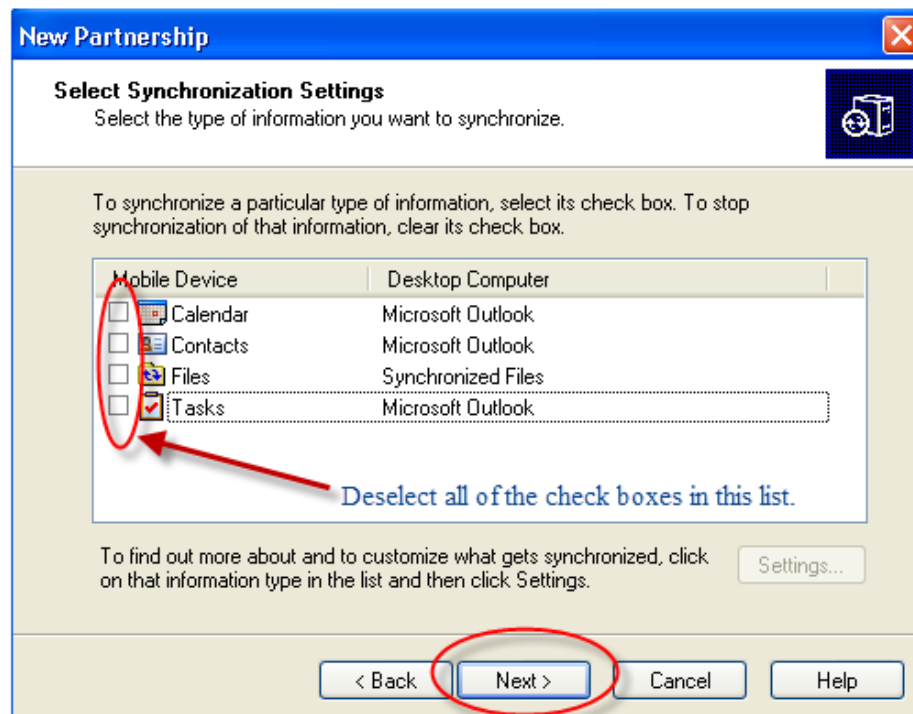 New Partnership
Select Synchronization Settings
Select the type of information you want to synchronize.
To synchronize a particular type of information, select its check box. To stop
synchronization of that information, clear its check box.
Mobile Device Desktop Computer
Calendar Microsoft Outlook
Contacts Microsoft Outlook
Files Synchronized Files
Tasks Microsoft Outlook
Deselect all of the check boxes in this list.
To find out more about and to customize what gets synchronized, click
on that information type in the list and then click Settings.
Settings...
< Back Next > Cancel Help